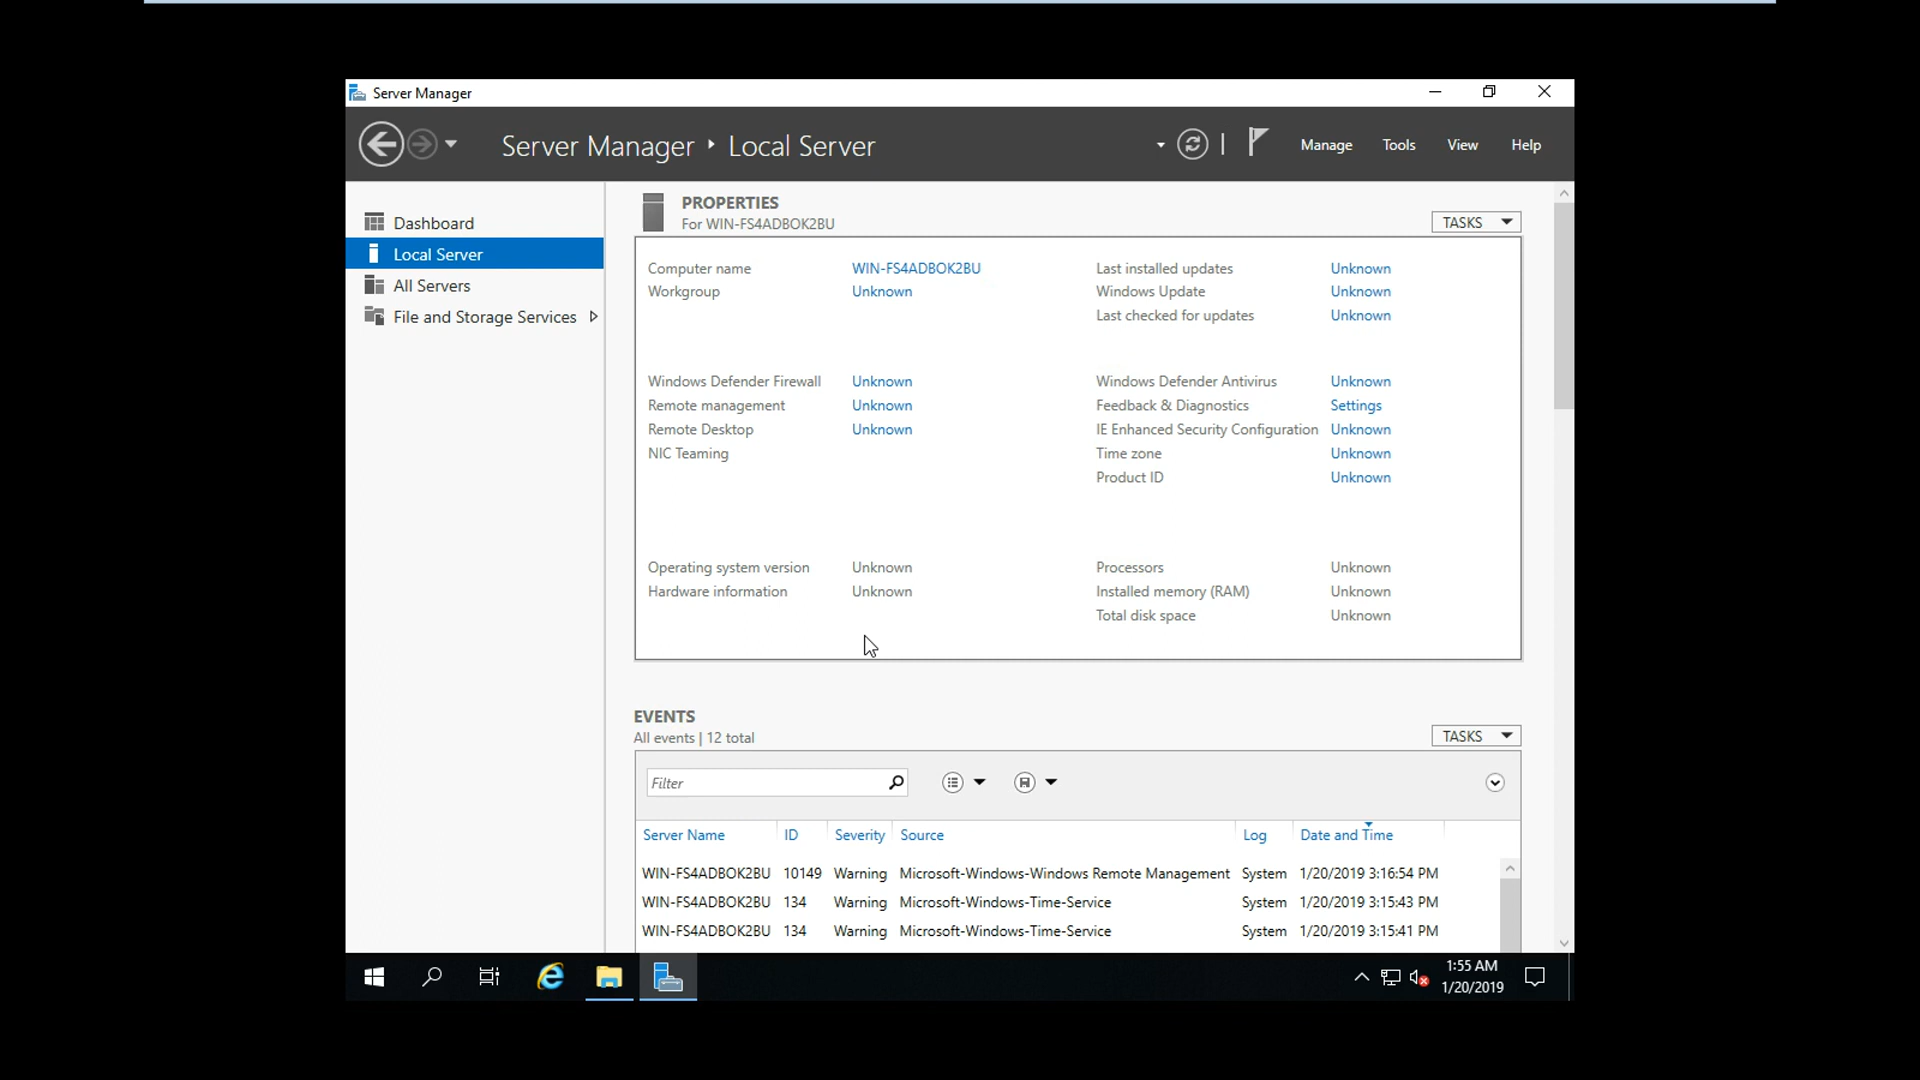 Server Manager
Server Manager ‣ Local Server
Manage Tools View Help
Dashboard
Local Server
All Servers
File and Storage Services
PROPERTIES
For WIN-FS4ADBOK2BU
TASKS
Computer name WIN-FS4ADBOK2BU Last installed updates Unknown
Workgroup Unknown Windows Update Unknown
Last checked for updates Unknown
Windows Defender Firewall Unknown Windows Defender Antivirus Unknown
Remote management Unknown Feedback & Diagnostics Settings
Remote Desktop Unknown IE Enhanced Security Configuration Unknown
NIC Teaming Time zone Unknown
Product ID Unknown
Operating system version Unknown Processors Unknown
Hardware information Unknown Installed memory (RAM) Unknown
Total disk space Unknown
EVENTS
All events | 12 total
TASKS
Filter
Server Name ID Severity Source Log Date and Time
WIN-FS4ADBOK2BU 10149 Warning Microsoft-Windows-Windows Remote Management System 1/20/2019 3:16:54 PM
WIN-FS4ADBOK2BU 134 Warning Microsoft-Windows-Time-Service System 1/20/2019 3:15:43 PM
WIN-FS4ADBOK2BU 134 Warning Microsoft-Windows-Time-Service System 1/20/2019 3:15:41 PM
1:55 AM
1/20/2019